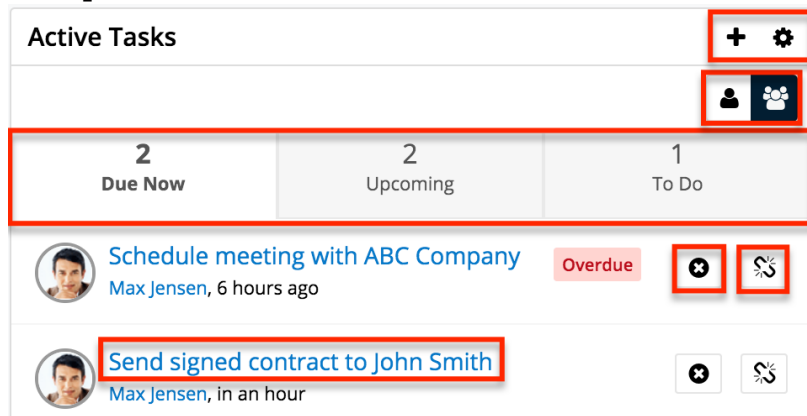 Active Tasks
2
Due Now
2
Upcoming
1
To Do
Schedule meeting with ABC Company
Overdue
Max Jensen, 6 hours ago
Send signed contract to John Smith
Max Jensen, in an hour